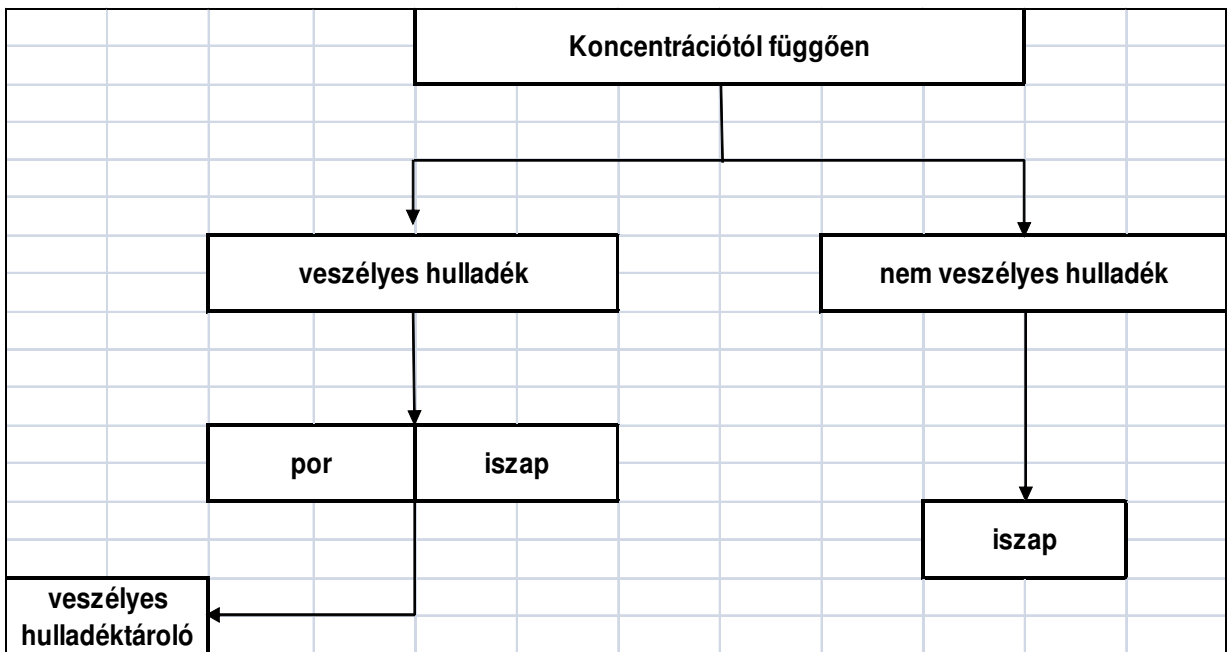 Koncentrációtól függően
veszélyes hulladék
nem veszélyes hulladék
por
iszap
iszap
veszélyes
hulladéktároló